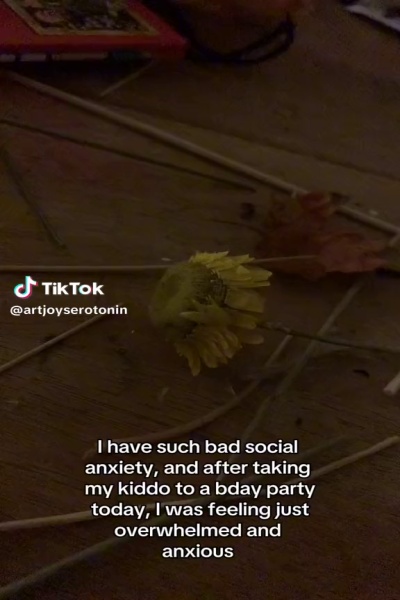 TikTok
@artjoyserotonin
I have such bad social
anxiety, and after taking
my kiddo to a bday party
today, I was feeling just
overwhelmed and
anxious